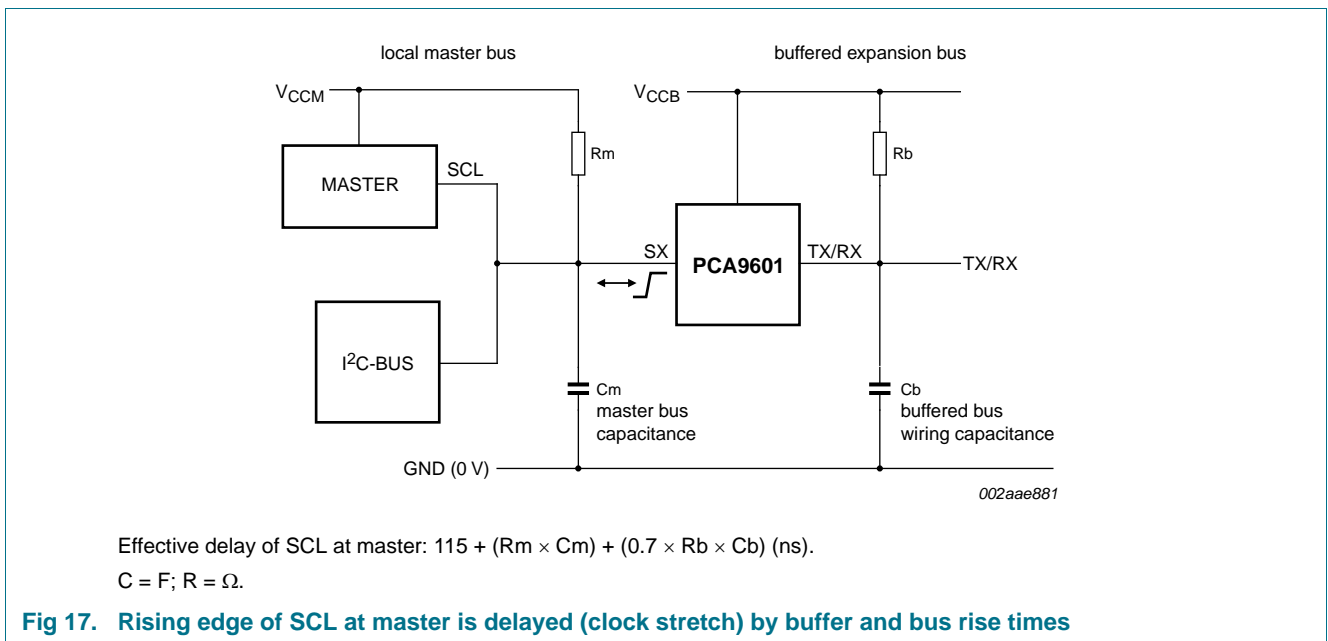 local master bus
buffered expansion bus
VCCM
VCCB
Rm
Rb
MASTER
SCL
SX
PCA9601
TX/RX
TX/RX
I2C-BUS
Cm
master bus
capacitance
Cb
buffered bus
wiring capacitance
GND (0 V)
002aae881
Effective delay of SCL at master: 115 + (Rm × Cm) + (0.7 × Rb × Cb) (ns).
C = F; R = Ω.
Fig 17. Rising edge of SCL at master is delayed (clock stretch) by buffer and bus rise times